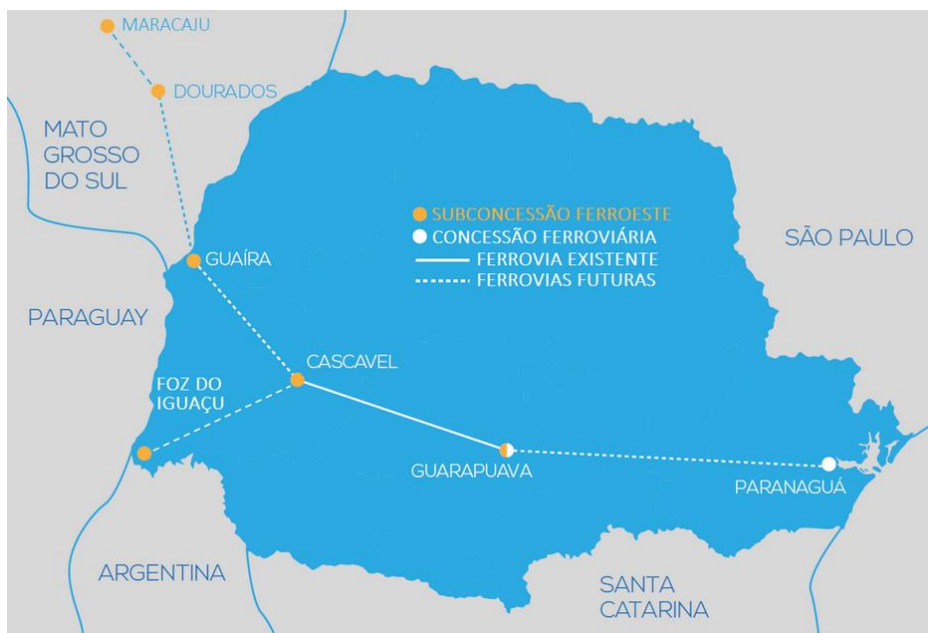 MARACAJU
DOURADOS
MATO
GROSSO
DO SUL
SUBCONCESSÃO FERROESTE
CONCESSÃO FERROVIÁRIA
FERROVIA EXISTENTE
FERROVIAS FUTURAS
SÃO PAULO
GUAÍRA
PARAGUAY
CASCAVEL
FOZ DO
IGUAÇU
GUARAPUAVA
PARANAGUÁ
ARGENTINA
SANTA
CATARINA